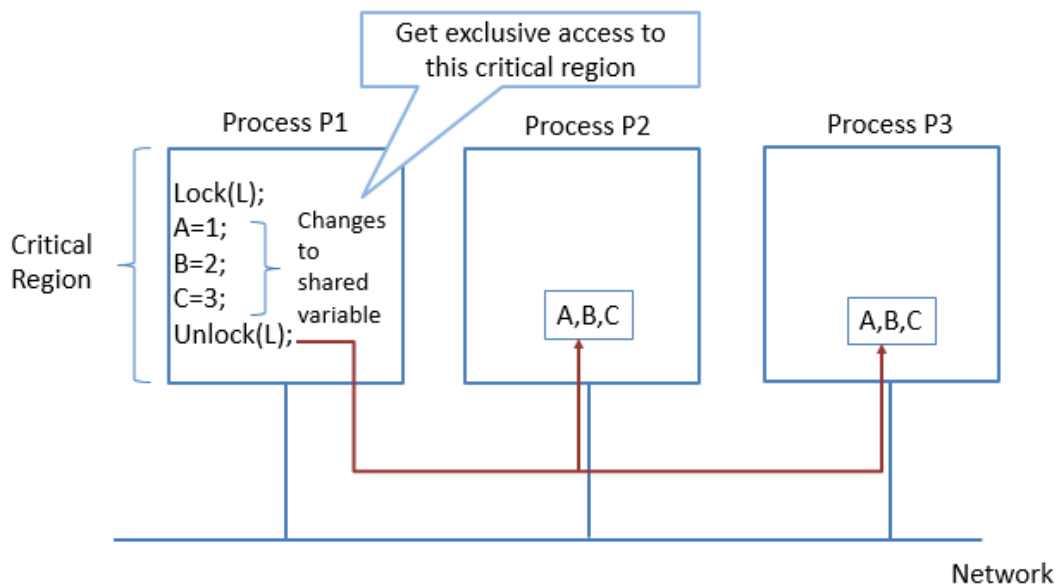 Get exclusive access to
this critical region
Process P1
Process P2
Process P3
Critical
Region
Lock(L);
A=1;
B=2;
C=3;
Unlock(L);
Changes
to
shared
variable
A,B,C
A,B,C
Network